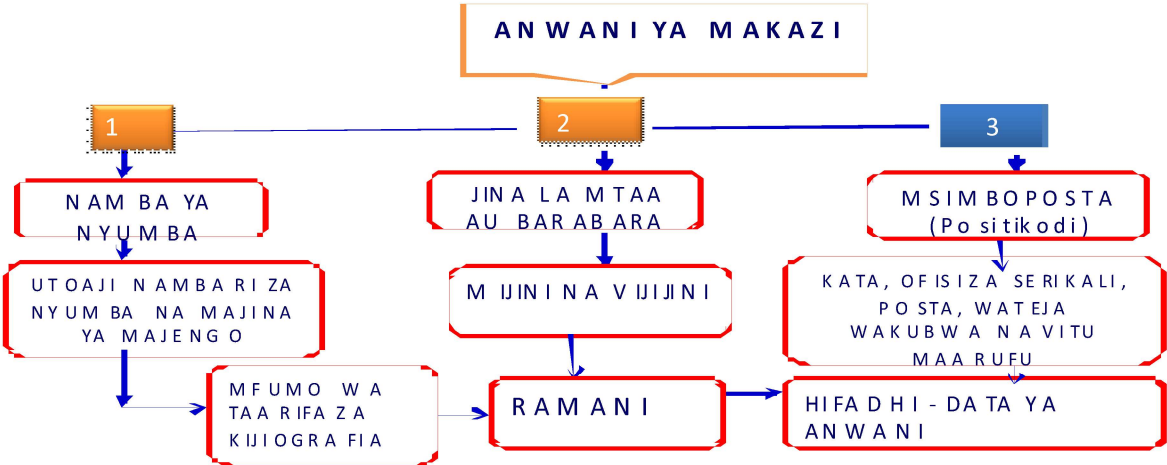 ANWANI YA MAKAZI
1
2
3
NAMBA YA
NYUMBA
JINA LA MTAA
AU BARABARA
MSIMBOPOSTA
(Positikodi)
UTOAJI NAMBARI ZA
NYUMBA NA MAJINA
YA MAJENGO
MIJINI NA VIJIJINI
KATA, OFISI ZA SERIKALI,
POSTA, WATEJA
WAKUBWA NA VITU
MAARUFU
MFUMO WA
TAARIFA ZA
KIJIOGRAFIA
RAMANI
HIFADHI - DATA YA
ANWANI